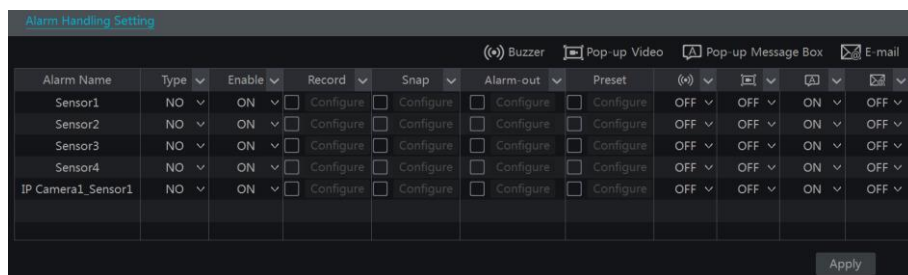 Alarm Handling Setting
Buzzer Pop-up Video A Pop-up Message Box E-mail
Alarm Name Type Enable Record Snap Alarm-out Preset A
Sensor1 NO ON Configure Configure Configure Configure OFF OFF ON OFF
Sensor2 NO ON Configure Configure Configure Configure OFF OFF ON OFF
Sensor3 NO ON Configure Configure Configure Configure OFF OFF ON OFF
Sensor4 NO ON Configure Configure Configure Configure OFF OFF ON OFF
IP Camera1_Sensor1 NO ON Configure Configure Configure Configure OFF OFF ON OFF
Apply